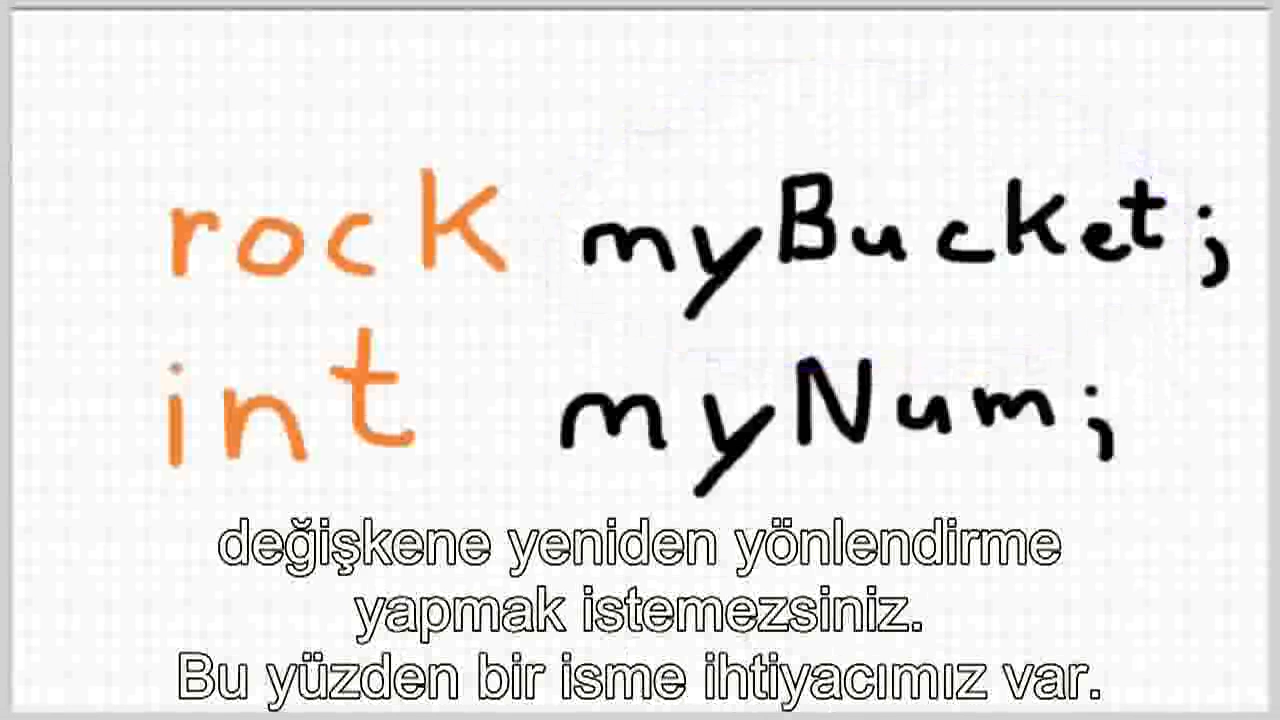 rock myBucket;
int myNum;
değişkene yeniden yönlendirme
yapmak istemezsiniz.
Bu yüzden bir isme ihtiyacımız var.